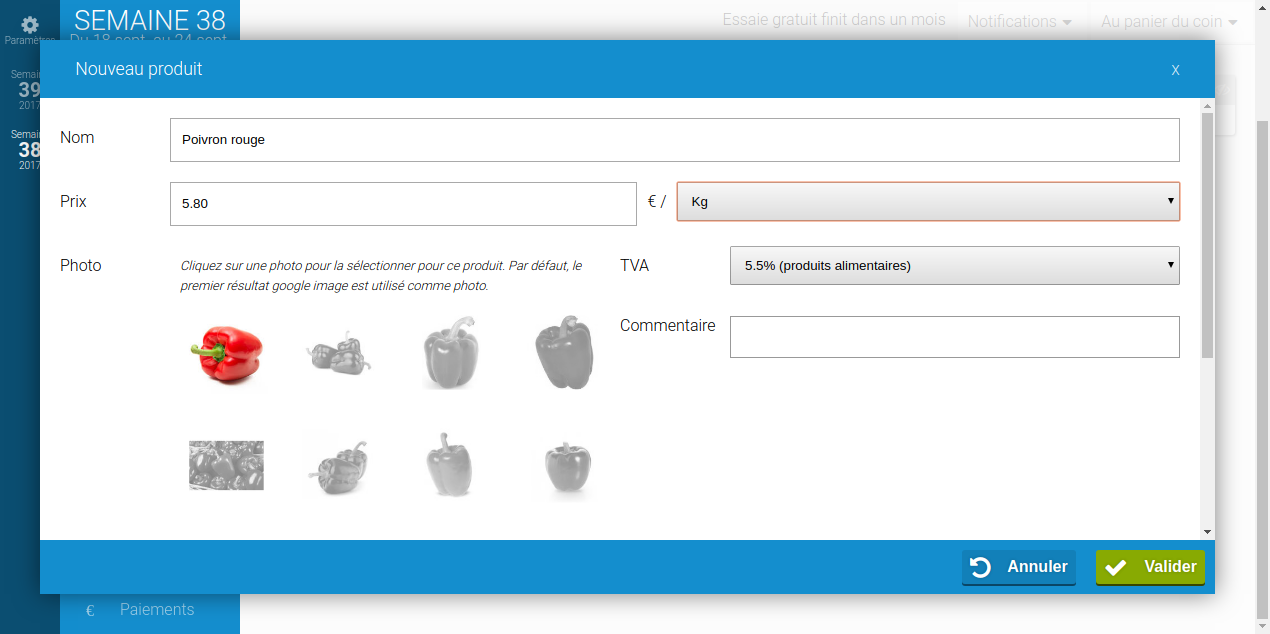 Paramètres
SEMAINE 38
Du 18 sept. au 24 sept.
Essaie gratuit finit dans un mois
Notifications
Au panier du coin
Semai
39
2017
Semai
38
2017
Nouveau produit
X
Nom
Poivron rouge
Prix
5.80
€ /
Kg
Photo
Cliquez sur une photo pour la sélectionner pour ce produit. Par défaut, le
premier résultat google image est utilisé comme photo.
TVA
5.5% (produits alimentaires)
Commentaire
Annuler
Valider
€ Paiements